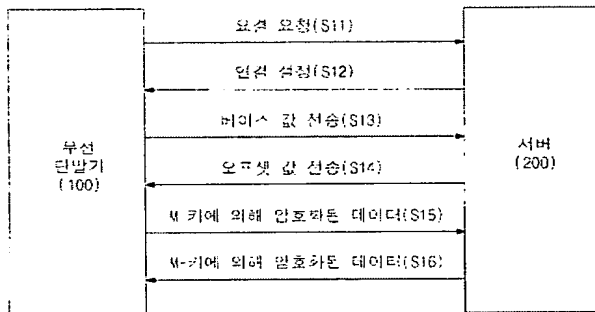 요결 요청(S11)
연결 설정(S12)
베이스 값 전송(S13)
무선
단말기
(100)
서버
(200)
오프셋 값 전송(S14)
M-키에 의해 암호화된 데이터(S15)
M-키에 의해 암호화된 데이터(S16)